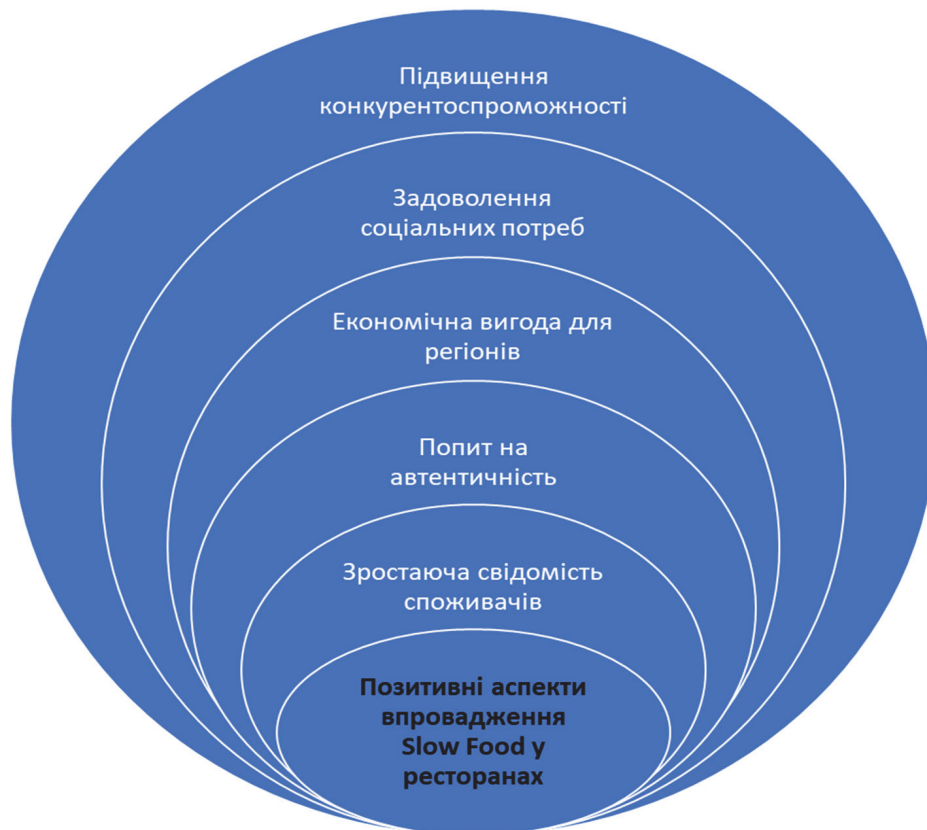 Підвищення
конкурентоспроможності
Задоволення
соціальних потреб
Економічна вигода для
регіонів
Попит на
автентичність
Зростаюча свідомість
споживачів
Позитивні аспекти
впровадження
Slow Food у
ресторанах